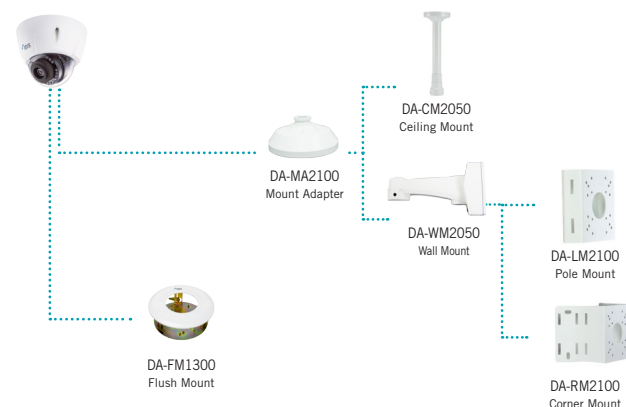 DA-CM2050
Ceiling Mount
DA-MA2100
Mount Adapter
DA-WM2050
Wall Mount
DA-LM2100
Pole Mount
DA-FM1300
Flush Mount
DA-RM2100
Corner Mount